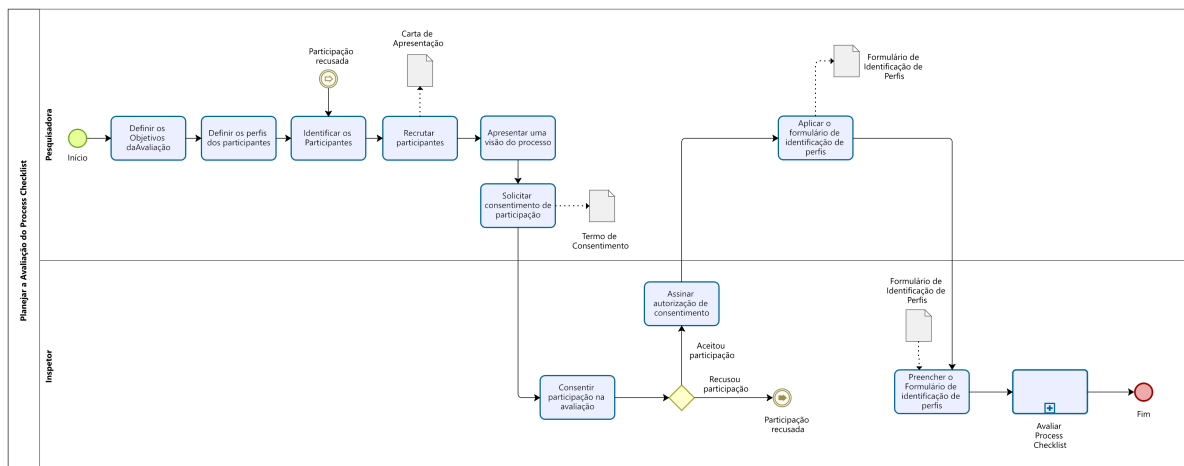 Planejar a Avaliação do Process Checklist
Pesquisadora
Início
Definir os
Objetivos
daAvaliação
Definir os perfis
dos participantes
Participação
recusada
Identificar os
Participantes
Carta de
Apresentação
Recrutar
participantes
Apresentar uma
visão do processo
Solicitar
consentimento de
participação
Termo de
Consentimento
Aplicar o
formulário de
identificação de
perfis
Formulário de
Identificação de
Perfis
Inspetor
Consentir
participação na
avaliação
Assinar
autorização de
consentimento
Aceitou
participação
Recusou
participação
Participação
recusada
Formulário de
Identificação de
Perfis
Preencher o
Formulário de
identificação de
perfis
Avaliar
Process
Checklist
Fim